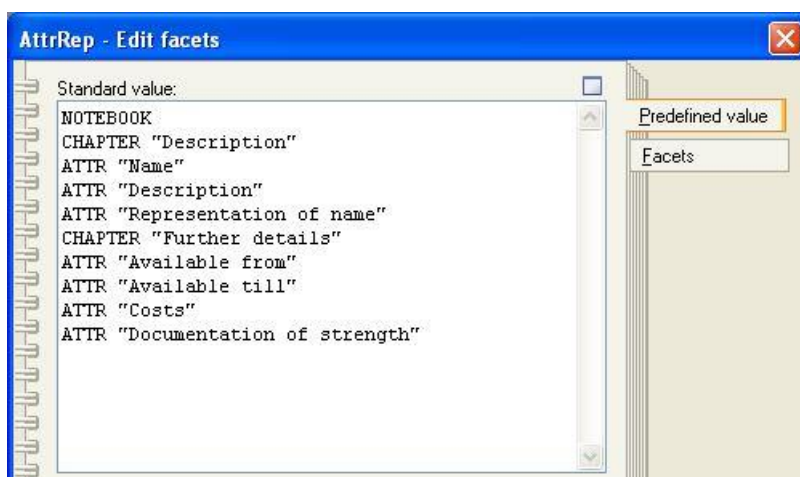 AttrRep - Edit facets
Standard value:
NOTEBOOK
CHAPTER "Description"
ATTR "Name"
ATTR "Description"
ATTR "Representation of name"
CHAPTER "Further details"
ATTR "Available from"
ATTR "Available till"
ATTR "Costs"
ATTR "Documentation of strength"
Predefined value
Facets